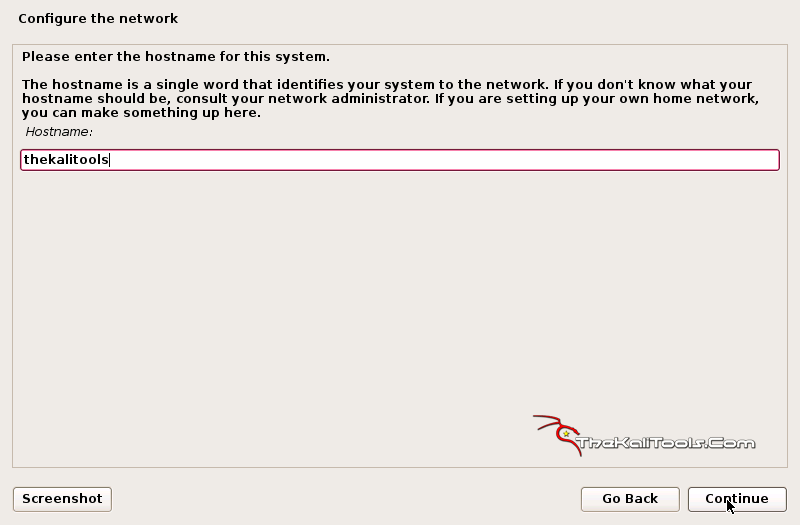 Configure the network
Please enter the hostname for this system.
The hostname is a single word that identifies your system to the network. If you don't know what your
hostname should be, consult your network administrator. If you are setting up your own home network,
you can make something up here.
Hostname:
thekalitools
TheKaliTools.Com
Screenshot
Go Back
Continue